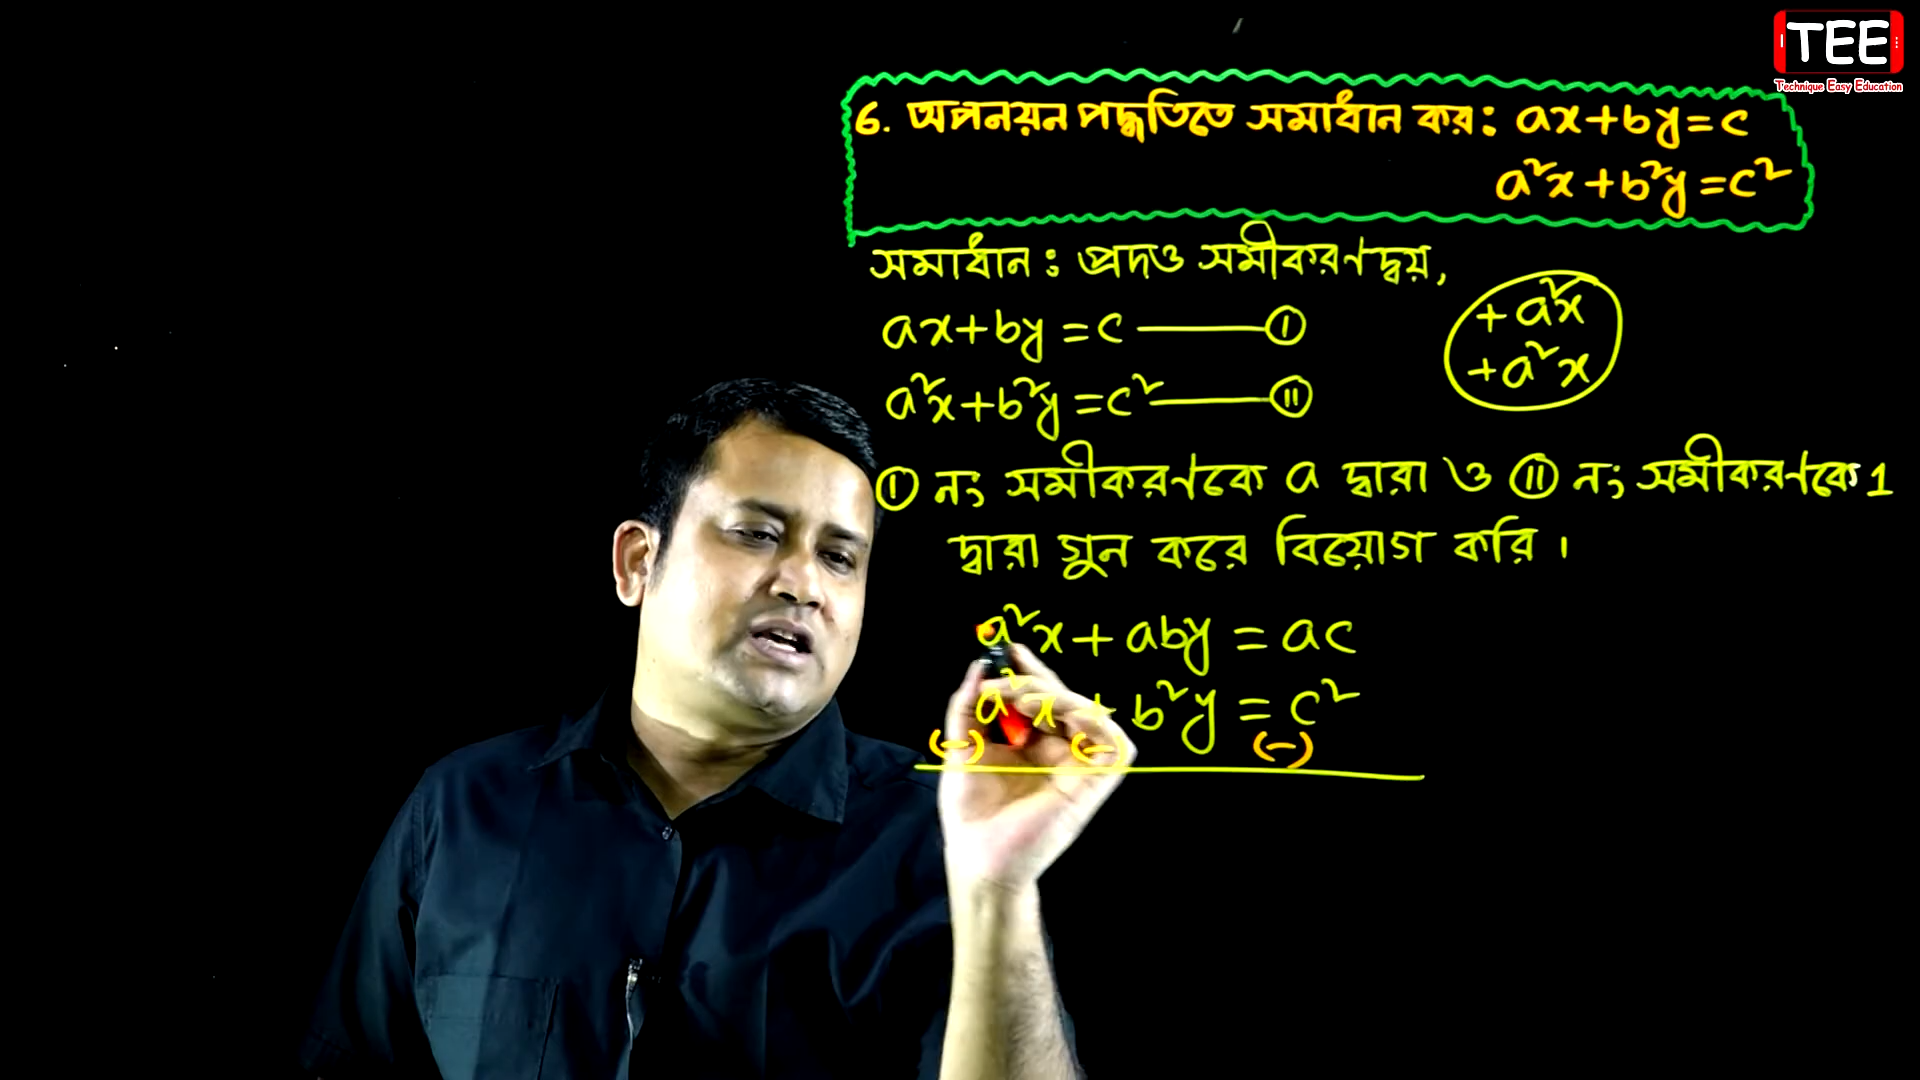 TEE
Technique Easy Education
6. অপনয়ন পদ্ধতিতে সমাধান কর: ax+by=c
a²x+b²y=c²
সমাধান: প্রদত্ত সমীকরণদ্বয়,
ax+by=c —— (i)
+a²x
+a²x
a²x+b²y=c² —— (ii)
(i) নং সমীকরণকে a দ্বারা ও (ii) নং সমীকরণকে 1
দ্বারা গুন করে বিয়োগ করি।
a²x+aby=ac
a²x+b²y=c²
(-) (-) (-)